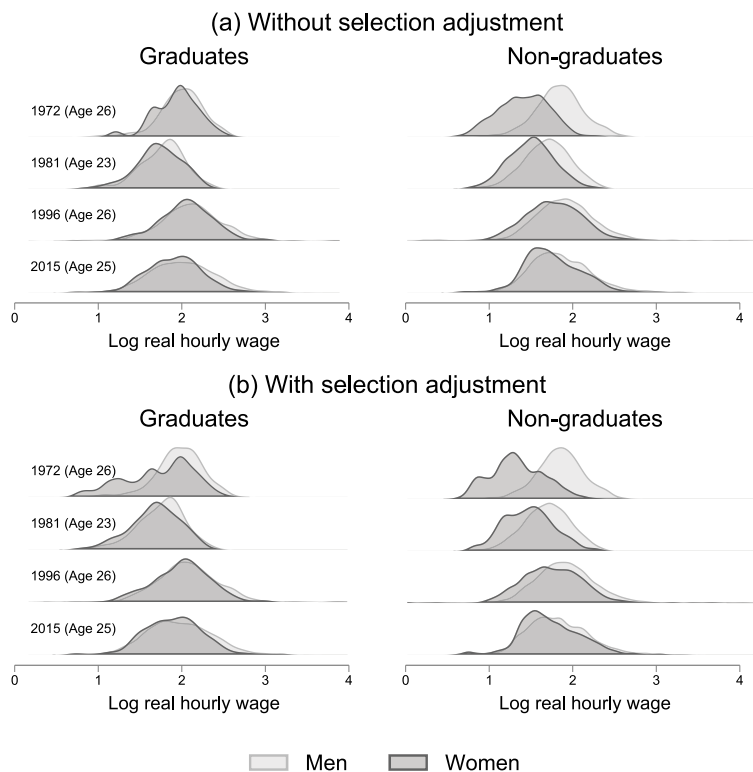 (a) Without selection adjustment
Graduates
Non-graduates
1972 (Age 26)
1981 (Age 23)
1996 (Age 26)
2015 (Age 25)
0 1 2 3 4
0 1 2 3 4
Log real hourly wage
Log real hourly wage
(b) With selection adjustment
Graduates
Non-graduates
1972 (Age 26)
1981 (Age 23)
1996 (Age 26)
2015 (Age 25)
0 1 2 3 4
0 1 2 3 4
Log real hourly wage
Log real hourly wage
Men
Women